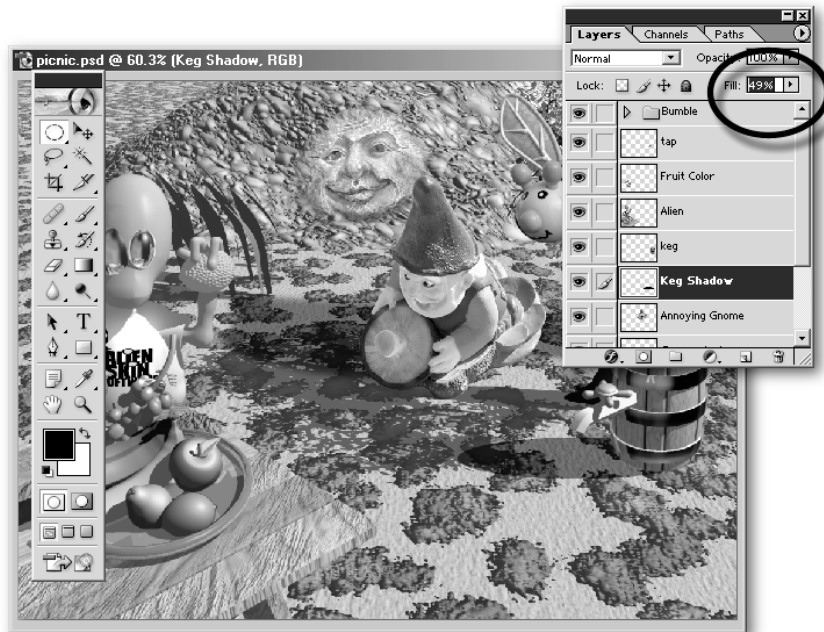 picnic.psd @ 60.3% (Keg Shadow, RGB)
Layers Channels Paths
Normal Opacity: 100%
Lock: Fill: 49%
Bumble
tap
Fruit Color
Alien
keg
Keg Shadow
Annoying Gnome
T
ALIEN
SKIN